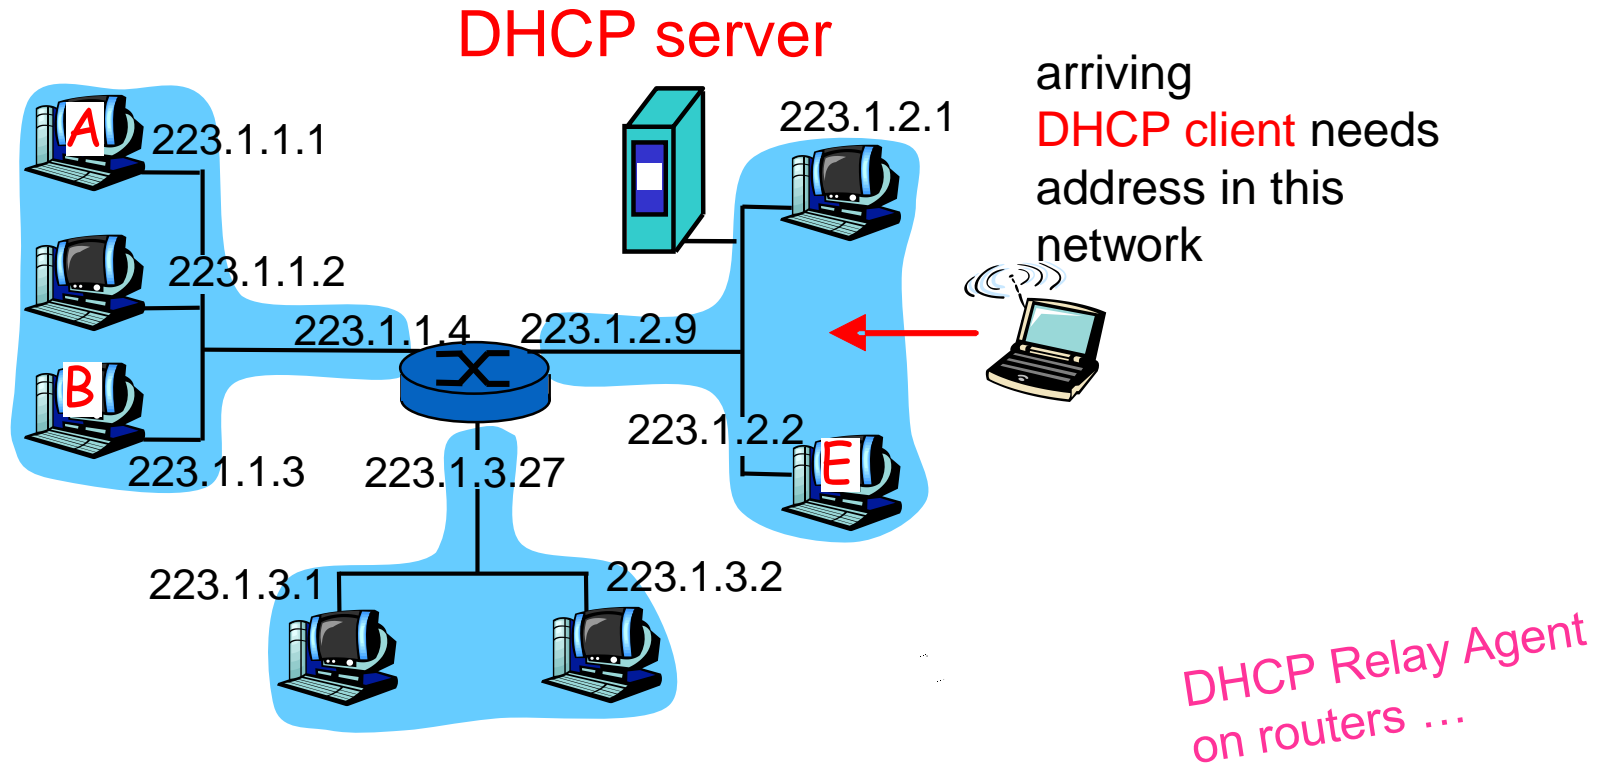 DHCP server
arriving
DHCP client needs
address in this
network
223.1.2.1
A
223.1.1.1
223.1.1.2
223.1.1.4
223.1.2.9
B
223.1.1.3
223.1.2.2
E
223.1.3.27
223.1.3.1
223.1.3.2
DHCP Relay Agent
on routers …